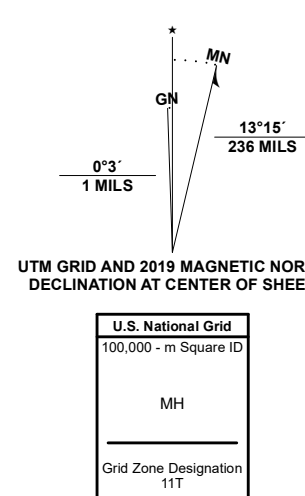 ★
MN
GN
13°15´
236 MILS
0°3´
1 MILS
UTM GRID AND 2019 MAGNETIC NOR
DECLINATION AT CENTER OF SHEE
U.S. National Grid
100,000 - m Square ID
MH
Grid Zone Designation
11T